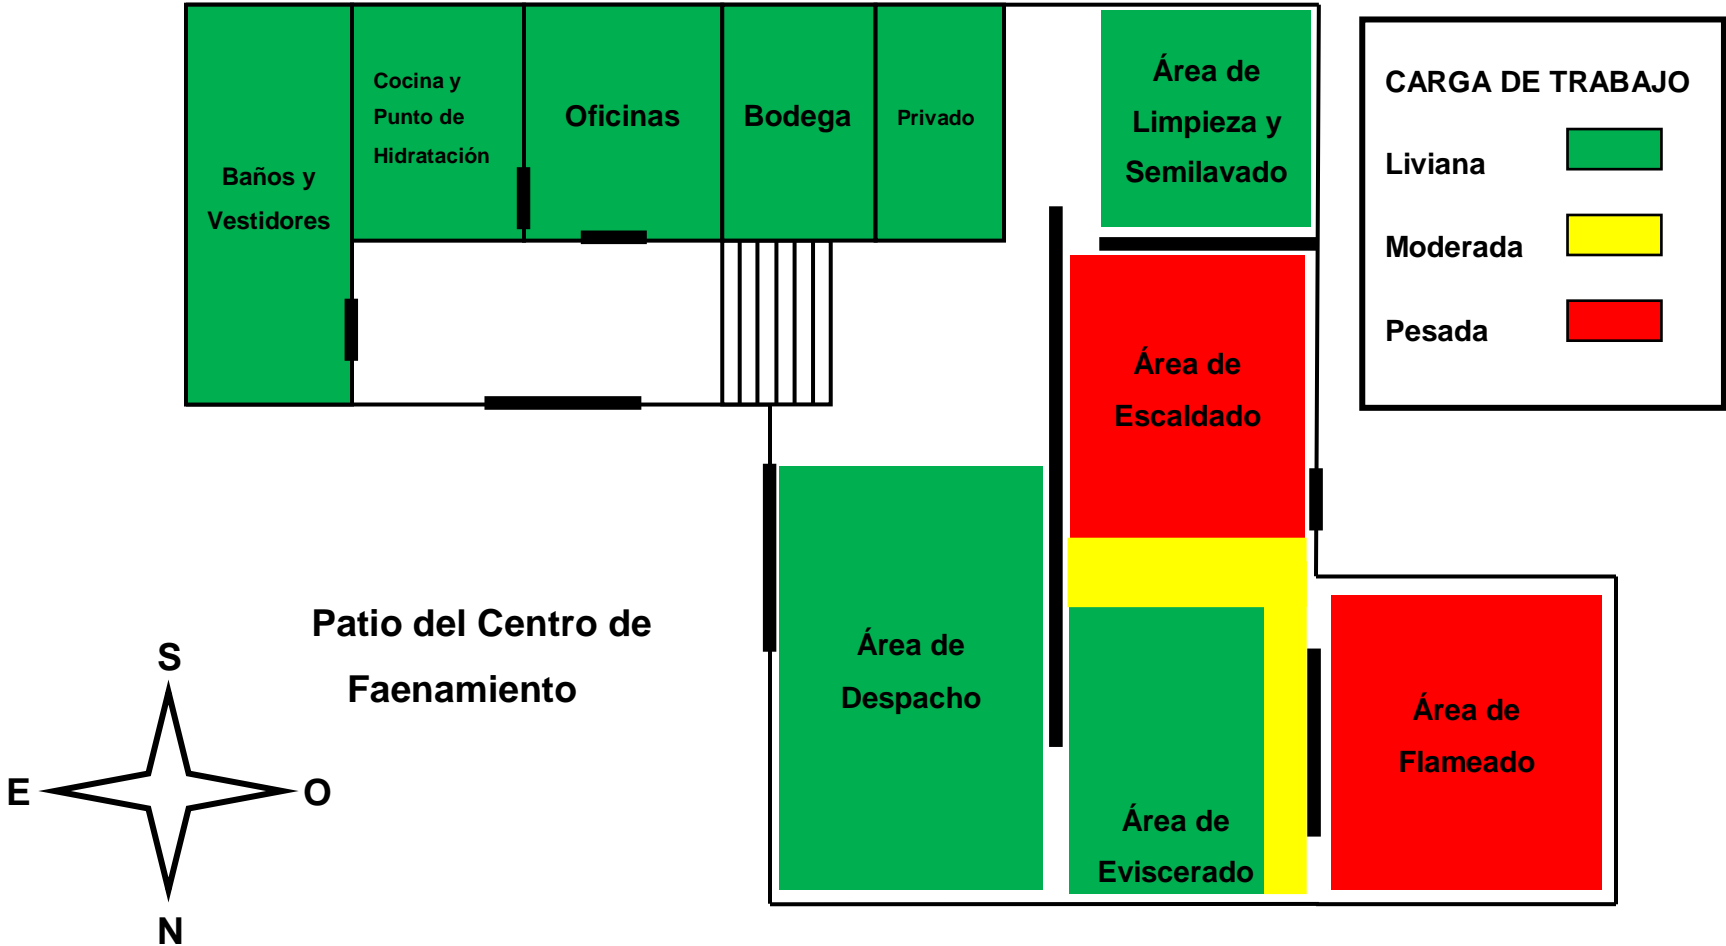 Baños y
Vestidores
Cocina y
Punto de
Hidratación
Oficinas
Bodega
Privado
Área de
Limpieza y
Semilavado
CARGA DE TRABAJO
Liviana
Moderada
Pesada
Área de
Escaldado
Patio del Centro de
Faenamiento
Área de
Despacho
Área de
Eviscerado
Área de
Flameado
S
E
O
N